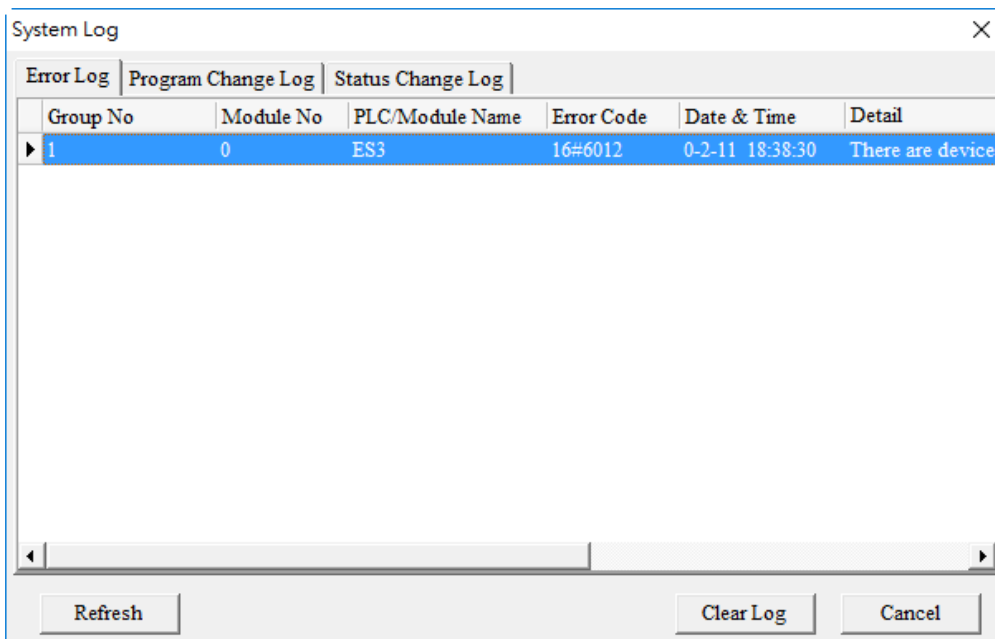 System Log
Error Log Program Change Log Status Change Log
Group No Module No PLC/Module Name Error Code Date & Time Detail
1 0 ES3 16#6012 0-2-11 18:38:30 There are device
Refresh Clear Log Cancel